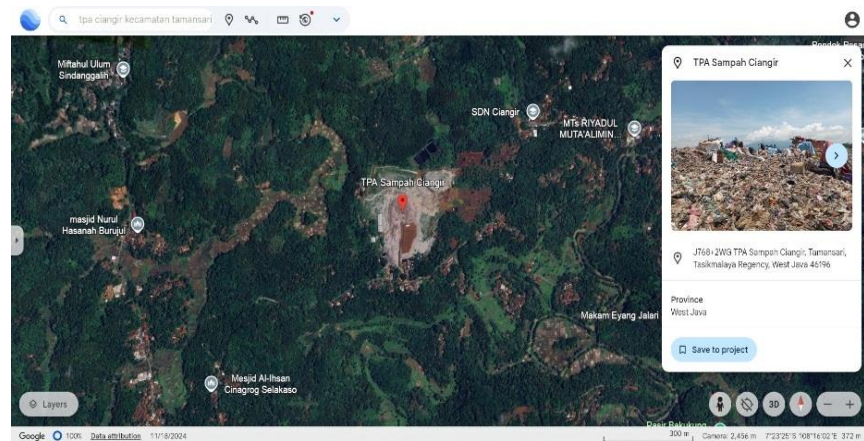 tpa ciangir kecamatan tamansari
Miftahul Ulum
Sindanggalih
SDN Ciangir
MTs RIYADUL
MUTA'ALIMIN...
TPA Sampah Ciangir
masjid Nurul
Hasanah Burujul
Makam Eyang Jalari
Mesjid Al-Ihsan
Cinagrog Selakaso
TPA Sampah Ciangir
J768+2WG TPA Sampah Ciangir, Tamansari,
Tasikmalaya Regency, West Java 46196
Province
West Java
Save to project
Layers
3D
Google 100% Data attribution 11/18/2024
300 m Camera: 2,456 m 7°23'25"S 108°16'02"E 372 m